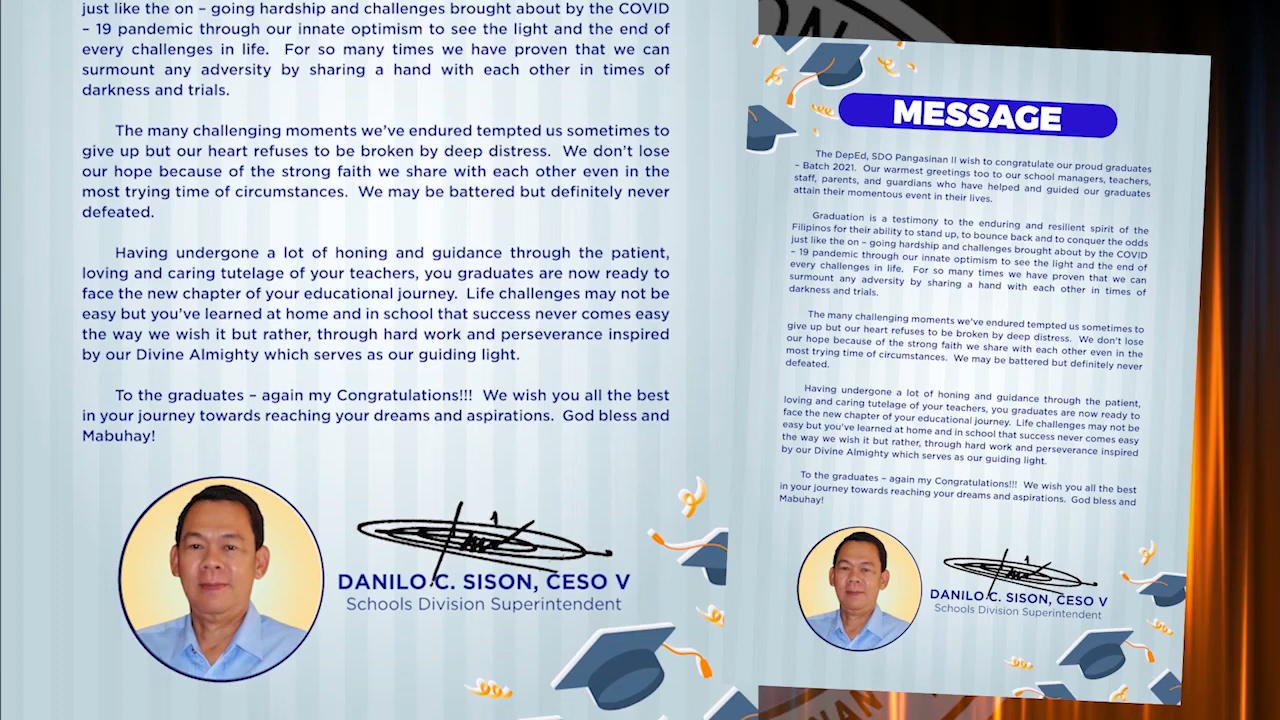 just like the on – going hardship and challenges brought about by the COVID
– 19 pandemic through our innate optimism to see the light and the end of
every challenges in life. For so many times we have proven that we can
surmount any adversity by sharing a hand with each other in times of
darkness and trials.
The many challenging moments we've endured tempted us sometimes to
give up but our heart refuses to be broken by deep distress. We don't lose
our hope because of the strong faith we share with each other even in the
most trying time of circumstances. We may be battered but definitely never
defeated.
Having undergone a lot of honing and guidance through the patient,
loving and caring tutelage of your teachers, you graduates are now ready to
face the new chapter of your educational journey. Life challenges may not be
easy but you've learned at home and in school that success never comes easy
the way we wish it but rather, through hard work and perseverance inspired
by our Divine Almighty which serves as our guiding light.
To the graduates – again my Congratulations!!! We wish you all the best
in your journey towards reaching your dreams and aspirations. God bless and
Mabuhay!
DANILO C. SISON, CESO V
Schools Division Superintendent
MESSAGE
The DepEd, SDO Pangasinan II wish to congratulate our proud graduates
– Batch 2021. Our warmest greetings too to our school managers, teachers,
staff, parents, and guardians who have helped and guided our graduates
attain their momentous event in their lives.
Graduation is a testimony to the enduring and resilient spirit of the
Filipinos for their ability to stand up, to bounce back and to conquer the odds
just like the on – going hardship and challenges brought about by the COVID
– 19 pandemic through our innate optimism to see the light and the end of
every challenges in life. For so many times we have proven that we can
surmount any adversity by sharing a hand with each other in times of
darkness and trials.
The many challenging moments we've endured tempted us sometimes to
give up but our heart refuses to be broken by deep distress. We don't lose
our hope because of the strong faith we share with each other even in the
most trying time of circumstances. We may be battered but definitely never
defeated.
Having undergone a lot of honing and guidance through the patient,
loving and caring tutelage of your teachers, you graduates are now ready to
face the new chapter of your educational journey. Life challenges may not be
easy but you've learned at home and in school that success never comes easy
the way we wish it but rather, through hard work and perseverance inspired
by our Divine Almighty which serves as our guiding light.
To the graduates – again my Congratulations!!! We wish you all the best
in your journey towards reaching your dreams and aspirations. God bless and
Mabuhay!
DANILO C. SISON, CESO V
Schools Division Superintendent